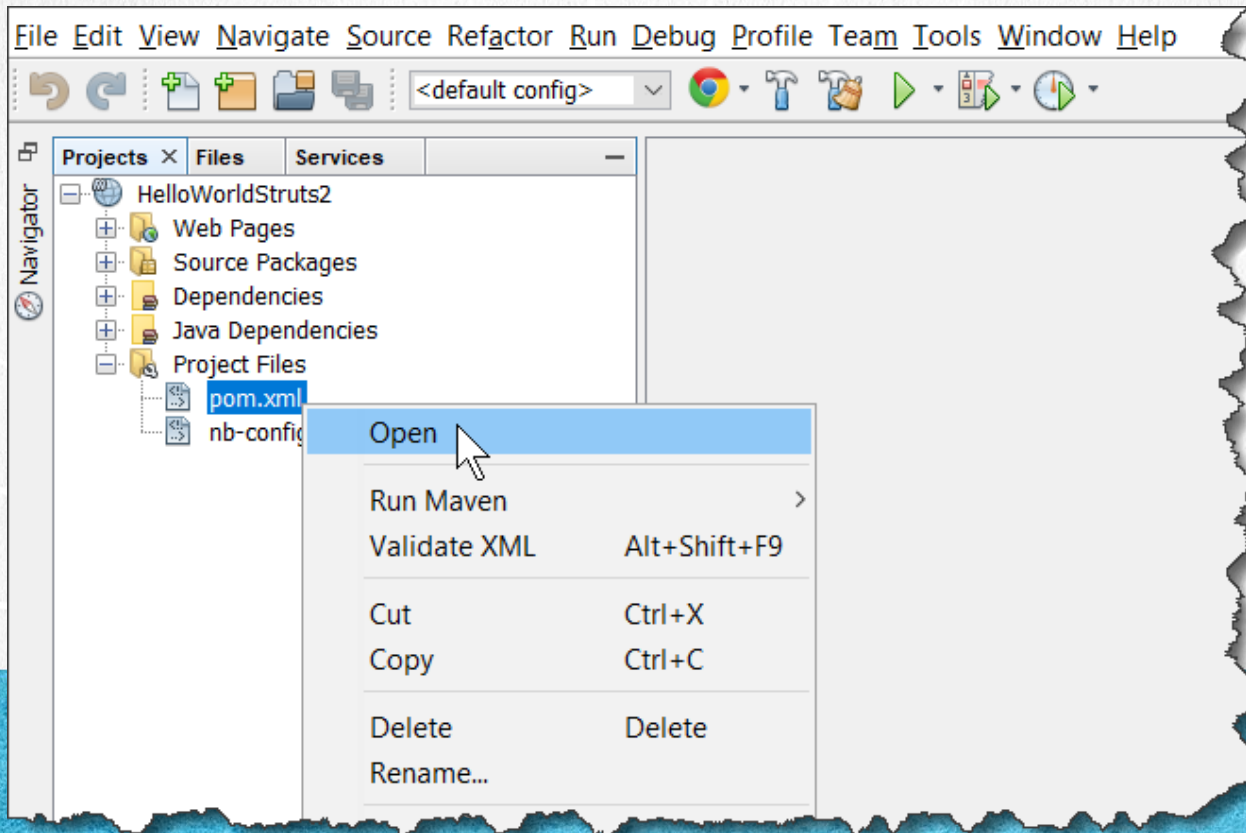 File Edit View Navigate Source Refactor Run Debug Profile Team Tools Window Help
<default config>
Projects Files Services
Navigator
HelloWorldStruts2
Web Pages
Source Packages
Dependencies
Java Dependencies
Project Files
pom.xml
nb-config
Open
Run Maven
Validate XML Alt+Shift+F9
Cut Ctrl+X
Copy Ctrl+C
Delete Delete
Rename...